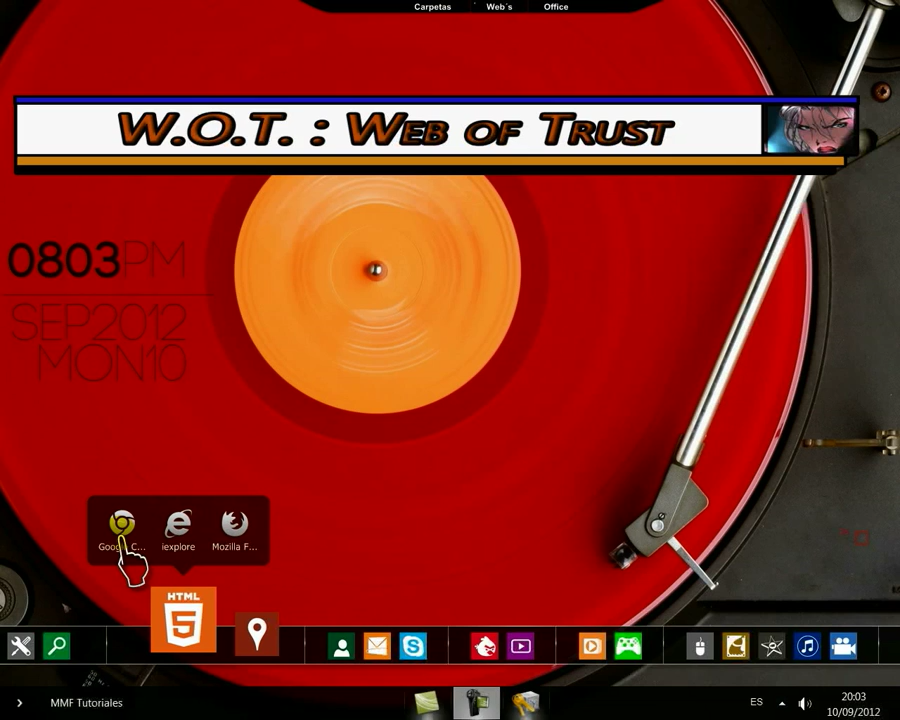 Carpetas Web´s Office
W.O.T. : Web of Trust
0803PM
SEP2012
MON10
Goog C... iexplore Mozilla F...
HTML
5
MMF Tutoriales
ES
20:03
10/09/2012